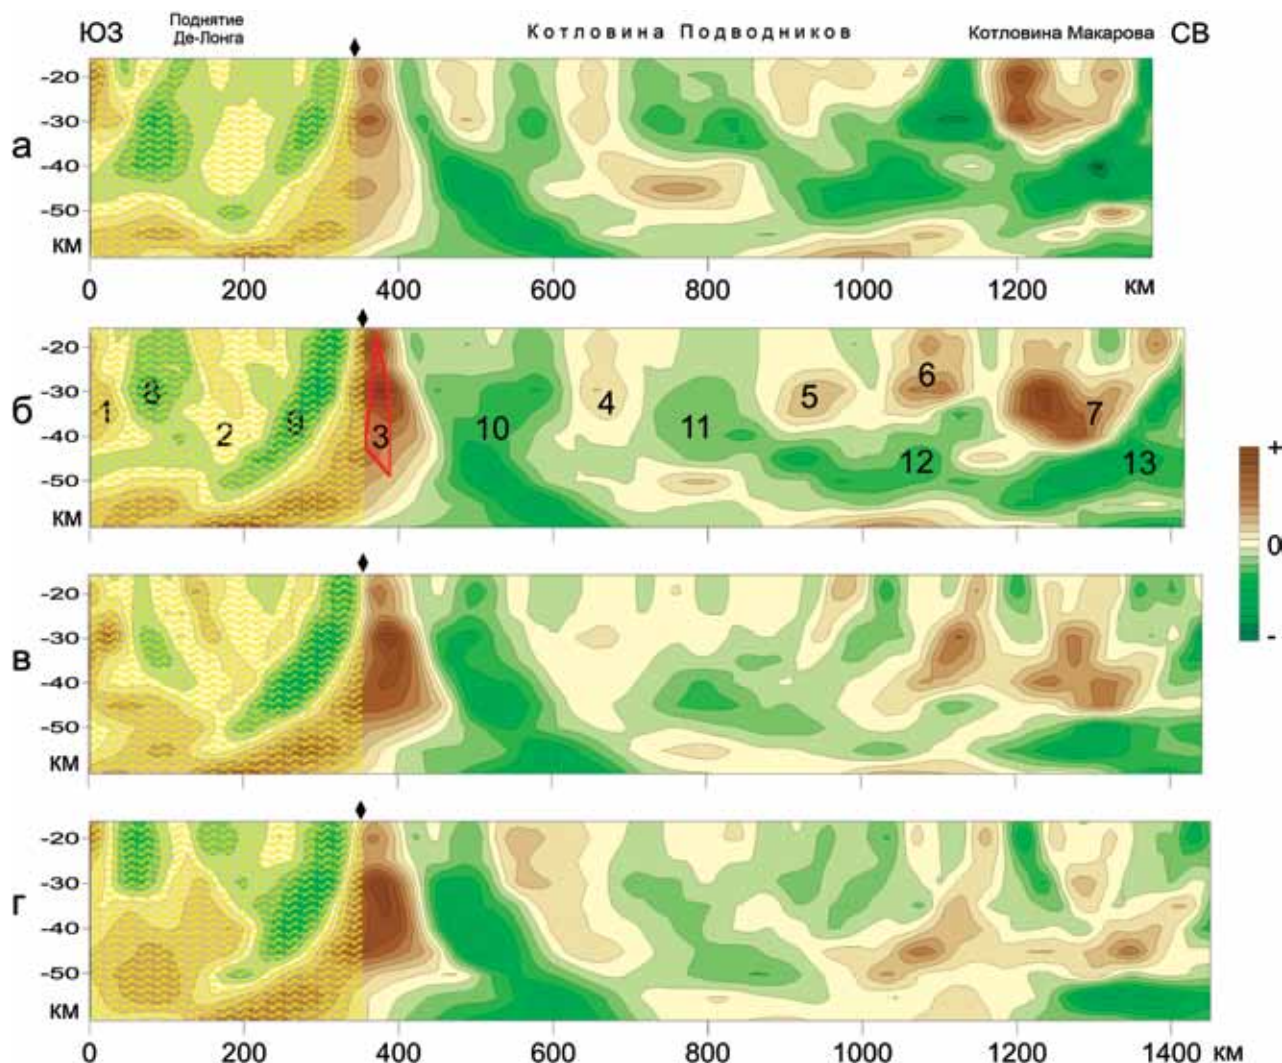 ЮЗ
Поднятие
Де-Лонга
Котловина Подводников
Котловина Макарова
СВ
а
-20
-30
-40
-50
КМ
0 200 400 600 800 1000 1200 КМ
б
-20
-30
-40
-50
КМ
1 8 2 9 3 10 4 11 5 6 12 7 13
+
0
-
в
-20
-30
-40
-50
КМ
г
-20
-30
-40
-50
КМ
0 200 400 600 800 1000 1200 1400 КМ